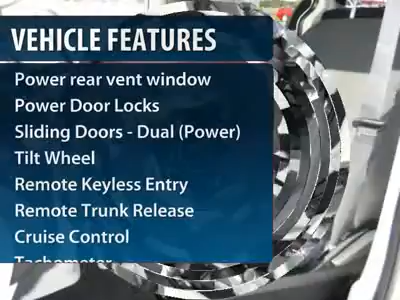 VEHICLE FEATURES
Power rear vent window
Power Door Locks
Sliding Doors - Dual (Power)
Tilt Wheel
Remote Keyless Entry
Remote Trunk Release
Cruise Control
Tachometer